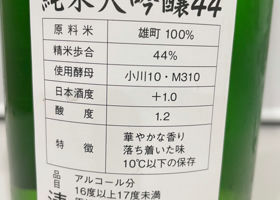 純米大吟醸44
原料米 雄町 100%
精米歩合 44%
使用酵母 小川10・M310
日本酒度 +1.0
酸度 1.2
特徴 華やかな香り
落ち着いた味
10℃以下の保存
品目 アルコール分
16度以上17度未満